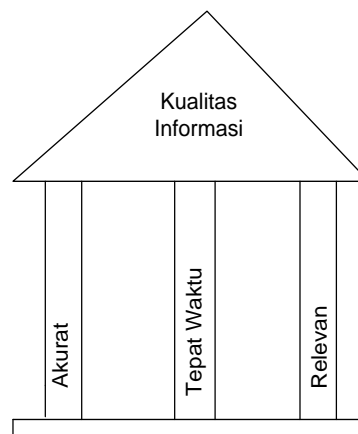 Kualitas
Informasi
Akurat
Tepat Waktu
Relevan